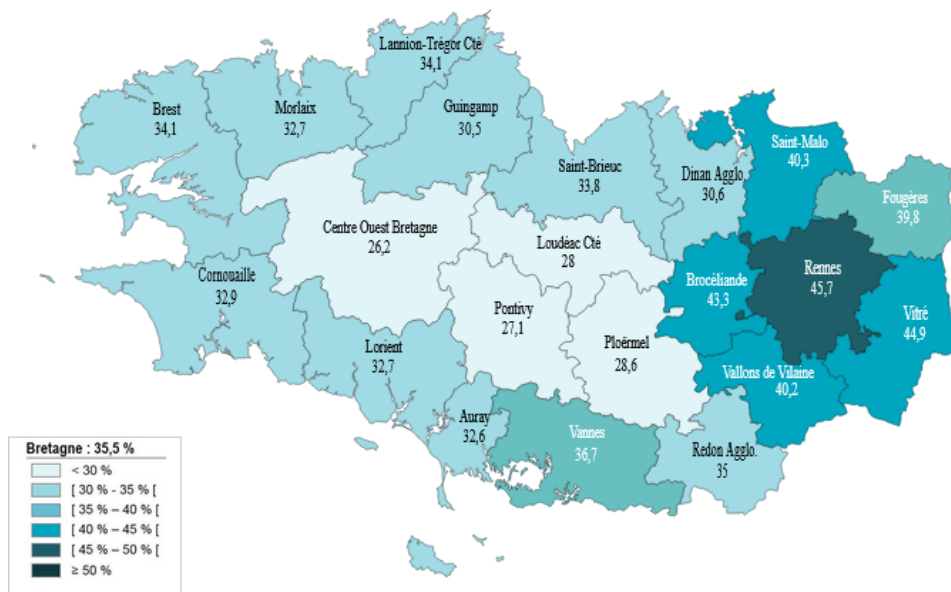 Lannion-Trégor Cté
34,1
Brest
34,1
Morlaix
32,7
Guingamp
30,5
Saint-Brieuc
33,8
Dinan Agglo.
30,6
Saint-Malo
40,3
Fougères
39,8
Centre Ouest Bretagne
26,2
Loudéac Cté
28
Brocéliande
43,3
Rennes
45,7
Vitré
44,9
Cornouaille
32,9
Pontivy
27,1
Ploërmel
28,6
Lorient
32,7
Vallons de Vilaine
40,2
Auray
32,6
Vannes
36,7
Redon Agglo.
35
Bretagne : 35,5 %
< 30 %
[ 30 % - 35 % [
[ 35 % – 40 % [
[ 40 % – 45 % [
[ 45 % – 50 % [
≥ 50 %